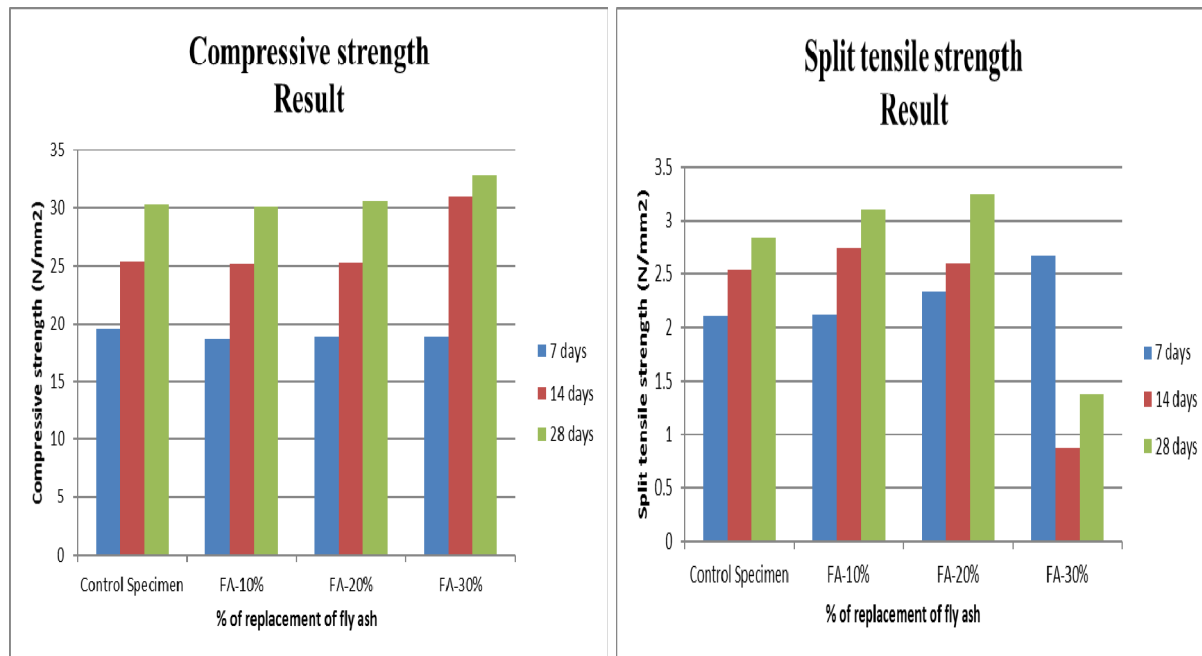 Compressive strength
Result
Compressive strength (N/mm2)
35
30
25
20
15
10
5
0
Control Specimen FA-10% FA-20% FA-30%
% of replacement of fly ash
7 days
14 days
28 days
Split tensile strength
Result
Split tensile strength (N/mm2)
3.5
3
2.5
2
1.5
1
0.5
0
Control Specimen FA-10% FA-20% FA-30%
% of replacement of fly ash
7 days
14 days
28 days